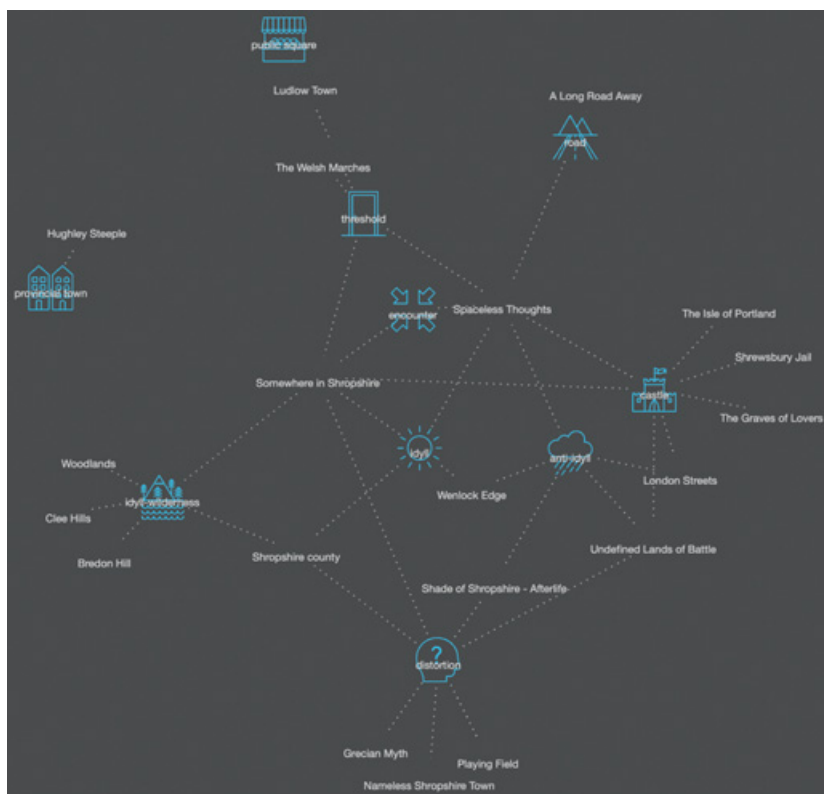 public square
Ludlow Town
A Long Road Away
road
The Welsh Marches
threshold
Hughley Steeple
provincial town
encounter
Spaceless Thoughts
The Isle of Portland
Shrewsbury Jail
Somewhere in Shropshire
castle
The Graves of Lovers
idyll
anti-idyll
Woodlands
London Streets
Wenlock Edge
idyll-wilderness
Clee Hills
Bredon Hill
Shropshire county
Undefined Lands of Battle
Shade of Shropshire - Afterlife
?
distortion
Grecian Myth
Playing Field
Nameless Shropshire Town